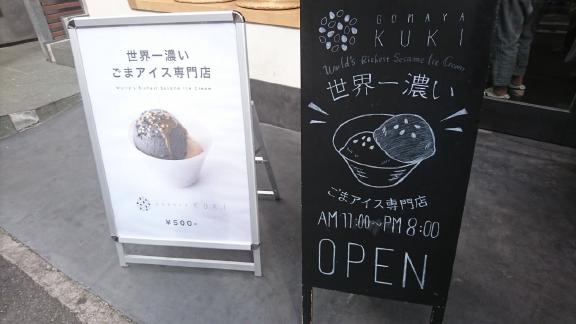 世界一濃い
ごまアイス専門店
World's Richest Sesame Ice Cream
GOMAYA KUKI
¥500-
GOMAYA
KUKI
World's Richest Sesame Ice Cream
世界一濃い
ごまアイス専門店
AM 11:00~PM 8:00
OPEN